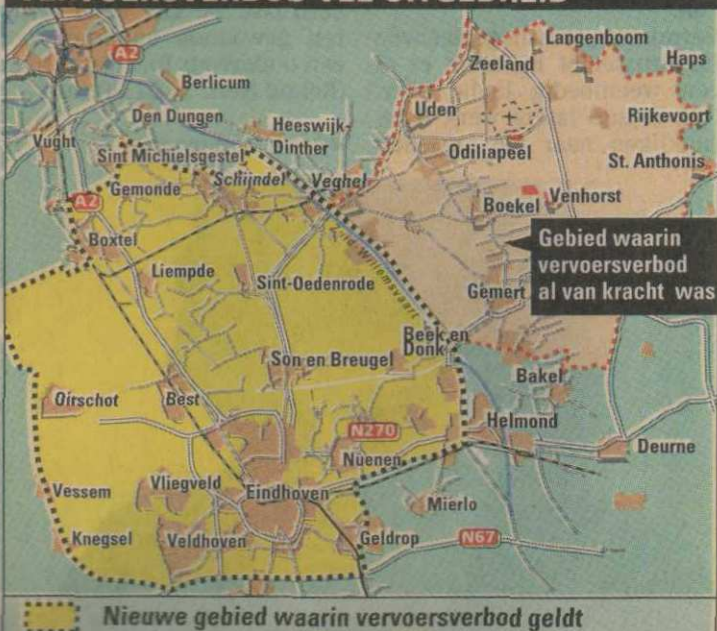 A2
Langenboom
Zeeland
Haps
Berlicum
Uden
Den Dungen
Heeswijk-
Dinther
Rijkevoort
Vught
Odiliapeel
Sint Michielsgestel
St. Anthonis
Gemonde
Schijndel
Veghel
Venhorst
Boekel
A2
Boxtel
Gebied waarin
vervoersverbod
al van kracht was
Liempde
Sint-Oedenrode
Zuid Willemsvaart
Gemert
Beek en
Donk
Son en Breugel
Bakel
Oirschot
Best
Helmond
N270
Deurne
Nuenen
Vessem
Vliegveld
Eindhoven
Mierlo
Knegsel
Veldhoven
Geldrop
N67
Nieuwe gebied waarin vervoersverbod geldt